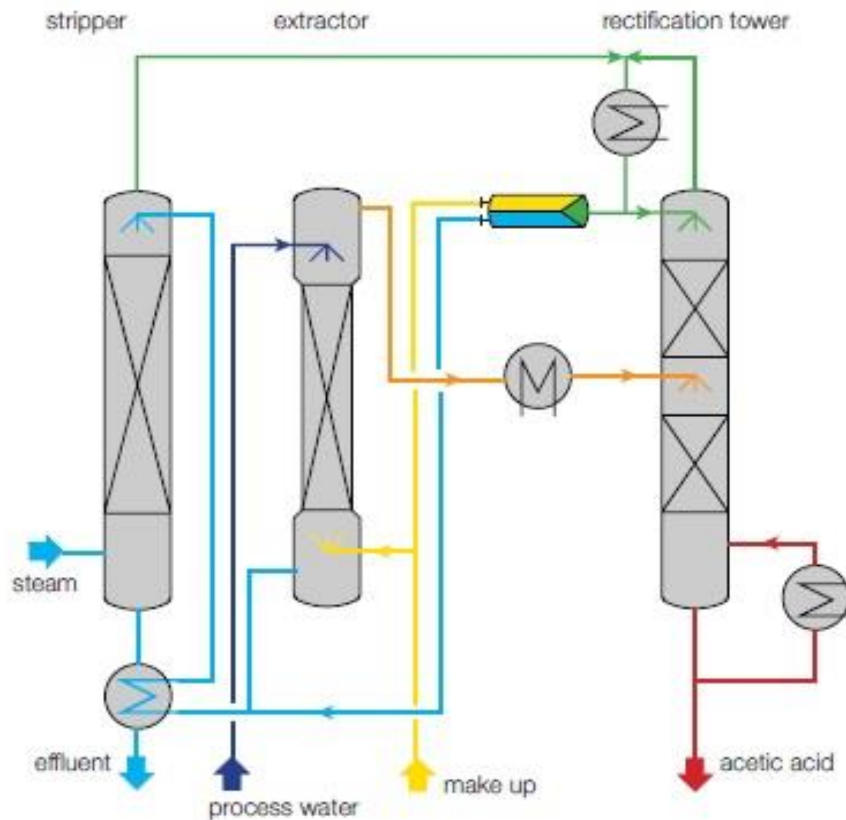 stripper
extractor
rectification tower
steam
effluent
process water
make up
acetic acid